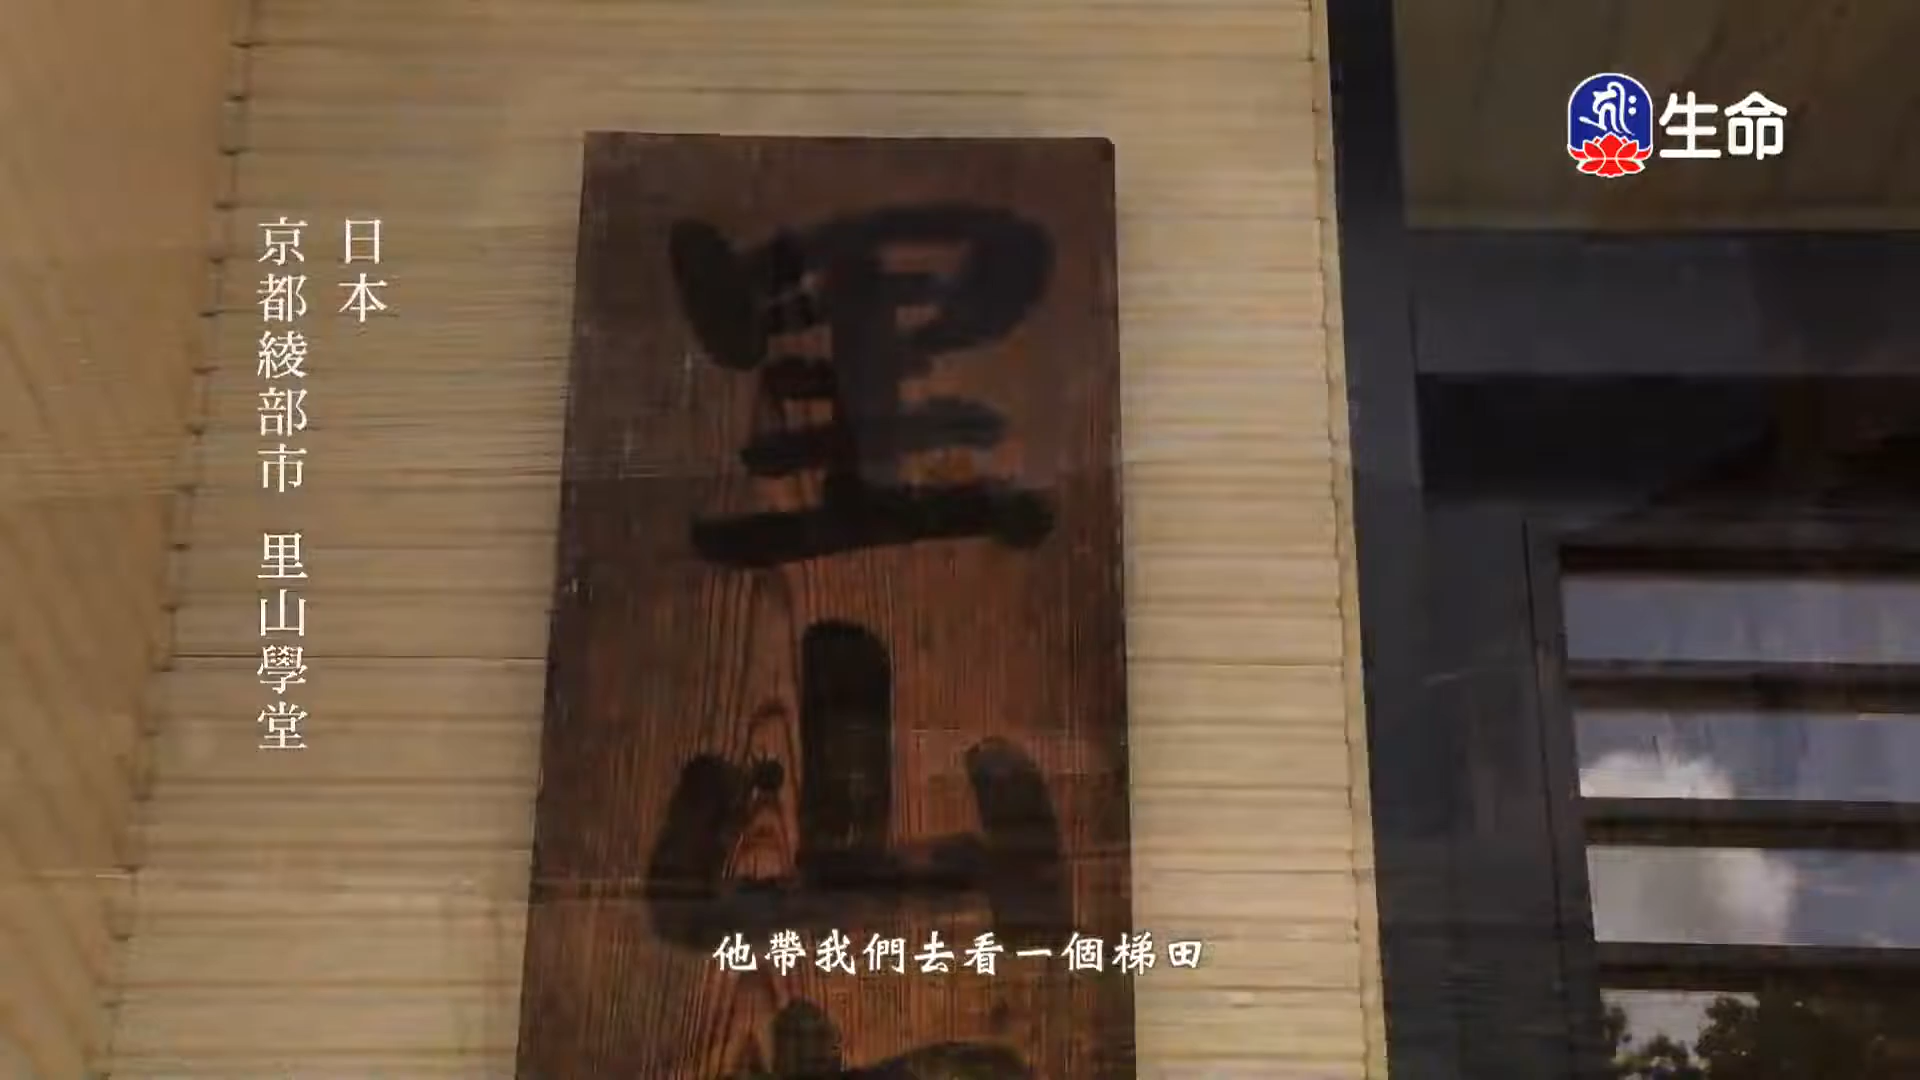 日本
京都綾部市 里山學堂
里山
生命
他帶我們去看一個梯田